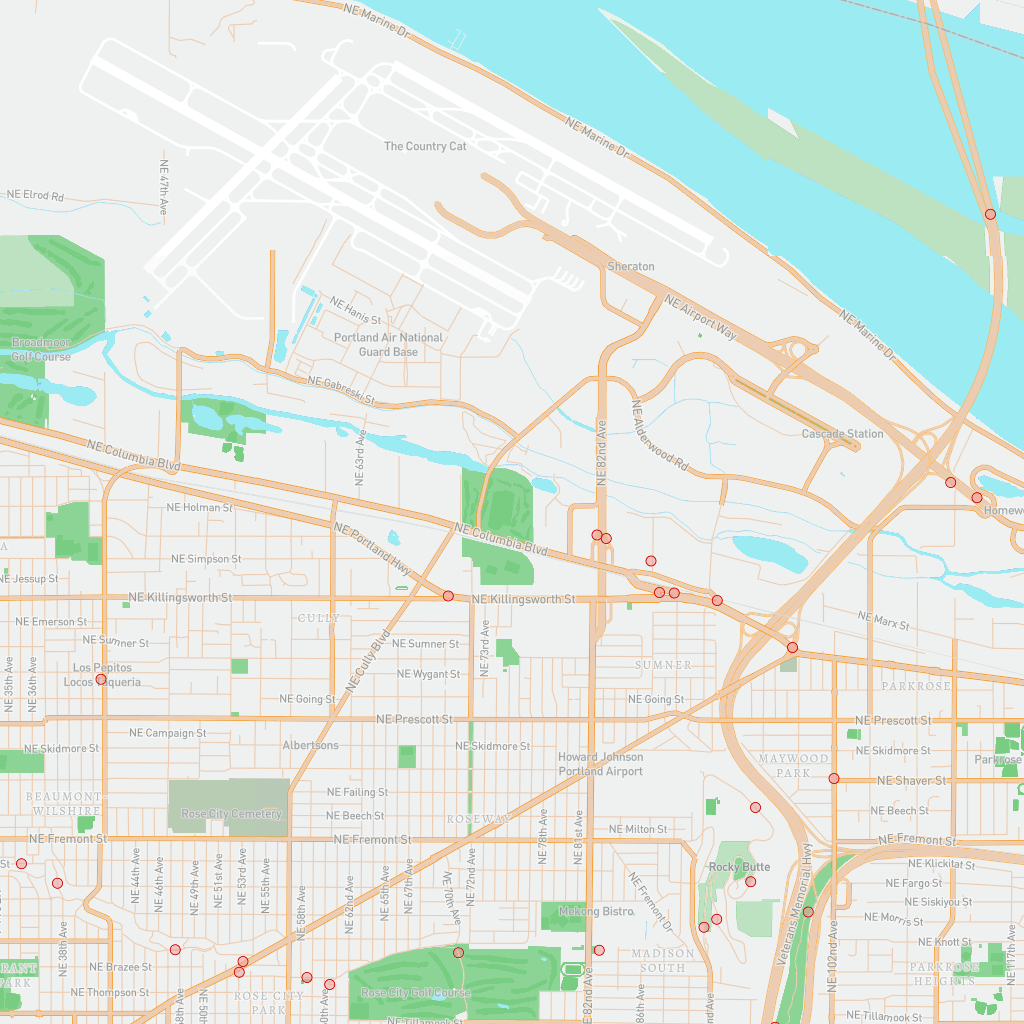 NE Marine Dr
NE Marine Dr
The Country Cat
NE 47th Ave
NE Elrod Rd
Sheraton
NE Airport Way
NE Marine Dr
NE Hanis St
Portland Air National
Guard Base
Broadmoor
Golf Course
NE Gabreski St
NE Alderwood Rd
NE 82nd Ave
Cascade Station
NE Columbia Blvd
NE 63rd Ave
NE Holman St
NE Portland Hwy
NE Columbia Blvd
NE Simpson St
NE Jessup St
NE Killingsworth St
NE Killingsworth St
NE Emerson St
CULLY
NE Marx St
NE Sumner St
NE Sumner St
NE 73rd Ave
NE Cully Blvd
Los Pepitos
Locos Taqueria
NE Wygant St
SUMNER
NE 35th Ave
NE 36th Ave
NE Going St
NE Going St
PARKROSE
NE Prescott St
NE Prescott St
NE Campaign St
Albertsons
NE Skidmore St
NE Skidmore St
NE Skidmore St
Howard Johnson
Portland Airport
MAYWOOD
PARK
NE Shaver St
BEAUMONT-
WILSHIRE
NE Failing St
NE Beech St
NE Beech St
Rose City Cemetery
ROSEWAY
NE 78th Ave
NE 81st Ave
NE Milton St
NE Fremont St
NE Fremont St
NE Fremont St
NE Klickitat St
Rocky Butte
NE Fargo St
NE Siskiyou St
NE 44th Ave
NE 46th Ave
NE 49th Ave
NE 51st Ave
NE 53rd Ave
NE 55th Ave
NE 58th Ave
NE 62nd Ave
NE 65th Ave
NE 67th Ave
NE 70th Ave
NE 72nd Ave
NE Fremont Dr
Veterans Memorial Hwy
Mekong Bistro
NE Morris St
NE Knott St
NE 38th Ave
NE Brazee St
MADISON
SOUTH
NE 102nd Ave
PARKROSE
HEIGHTS
NE 117th Ave
NE Thompson St
ROSE CITY
PARK
Rose City Golf Course
NE 82nd Ave
NE Tillamook St